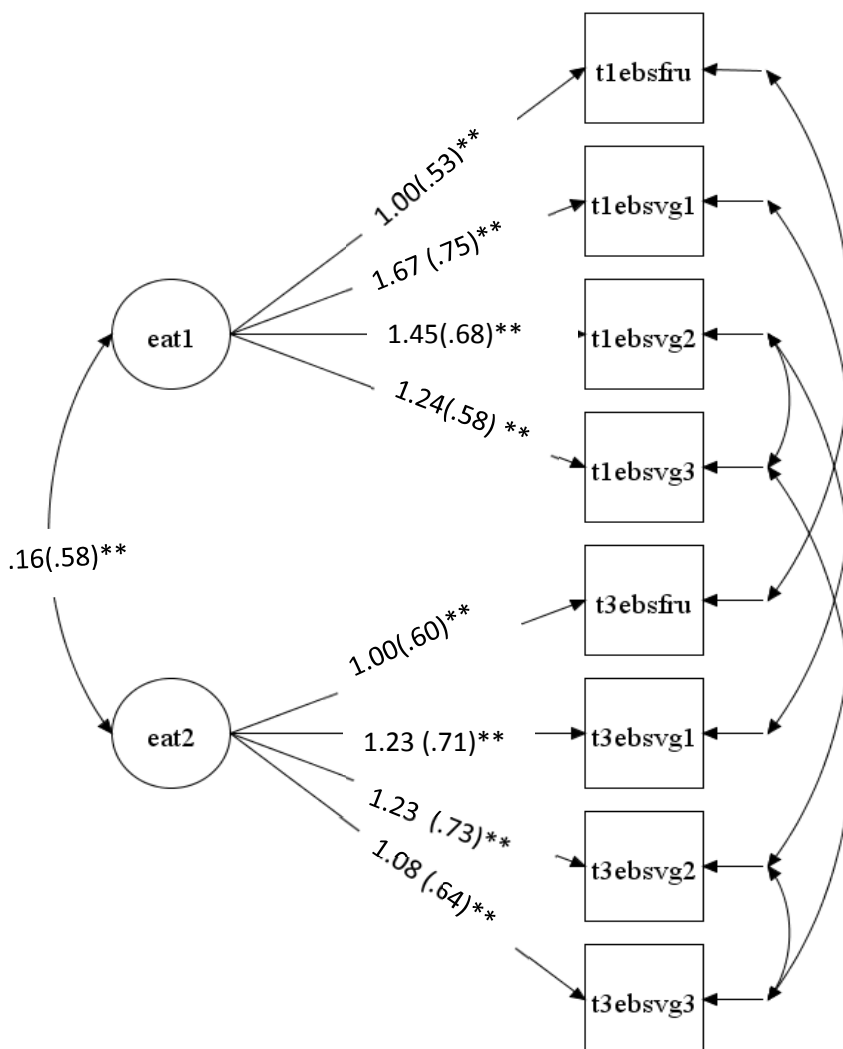 t1ebsfru
1.00(.53)**
t1ebsvg1
1.67 (.75)**
eat1
1.45(.68)**
t1ebsvg2
1.24(.58) **
t1ebsvg3
.16(.58)**
t3ebsfru
1.00(.60)**
eat2
1.23 (.71)**
t3ebsvg1
1.23 (.73)**
t3ebsvg2
1.08 (.64)**
t3ebsvg3